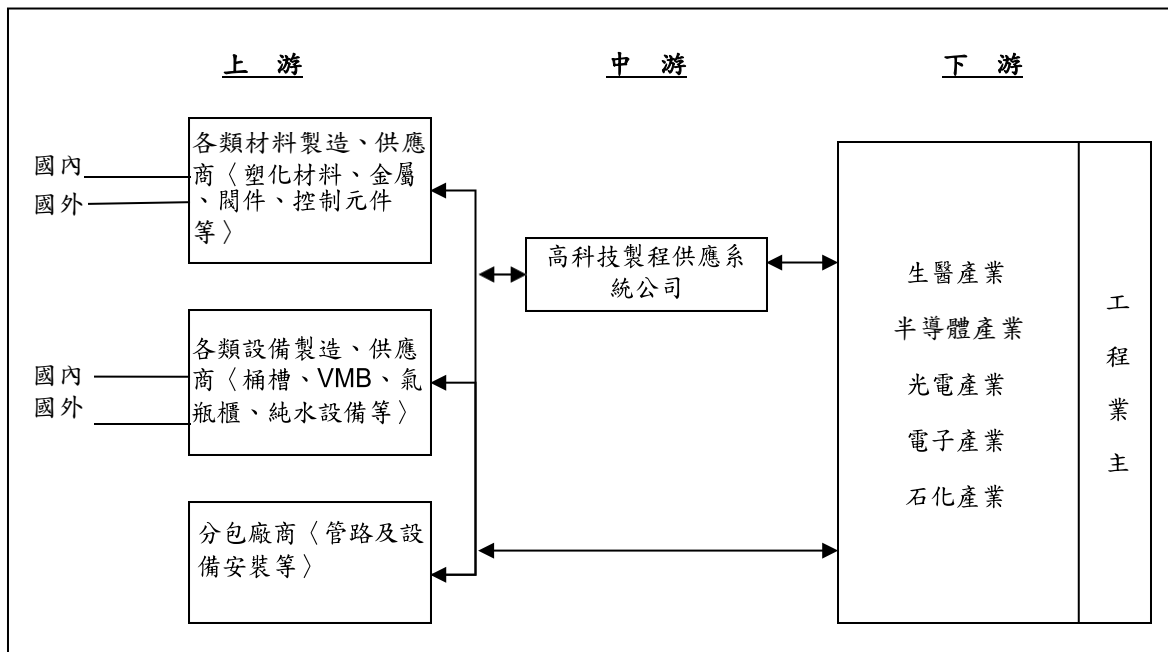 上 游
中 游
下 游
國內
國外
各類材料製造、供應
商〈塑化材料、金屬
、閥件、控制元件
等〉
國內
國外
各類設備製造、供應
商〈桶槽、VMB、氣
瓶櫃、純水設備等〉
分包廠商〈管路及設
備安裝等〉
高科技製程供應系
統公司
生醫產業
半導體產業
光電產業
電子產業
石化產業
工
程
業
主